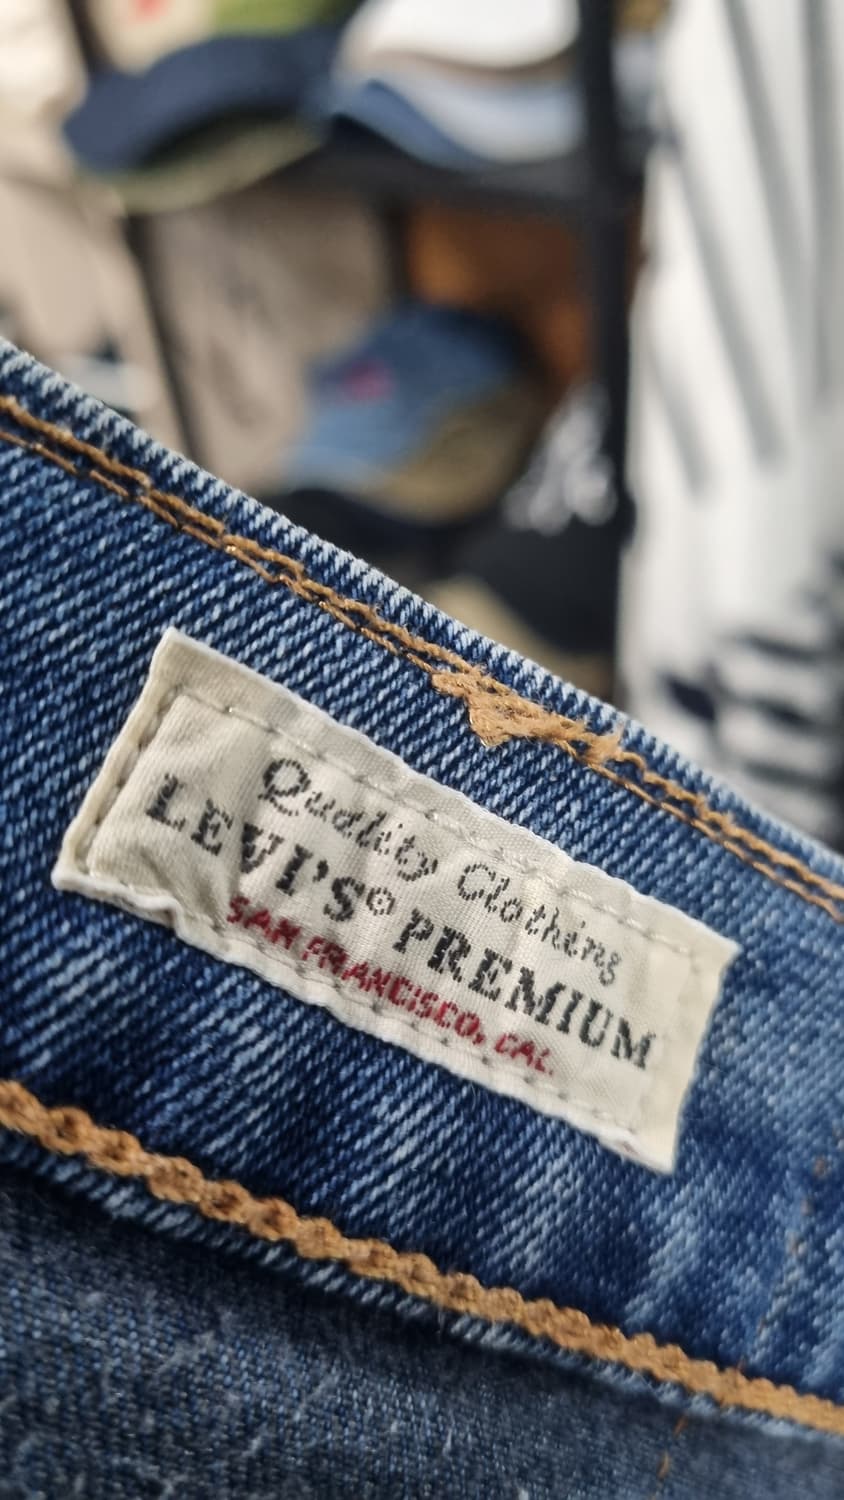 Quality Clothing
LEVI'S® PREMIUM
SAN FRANCISCO, CAL.